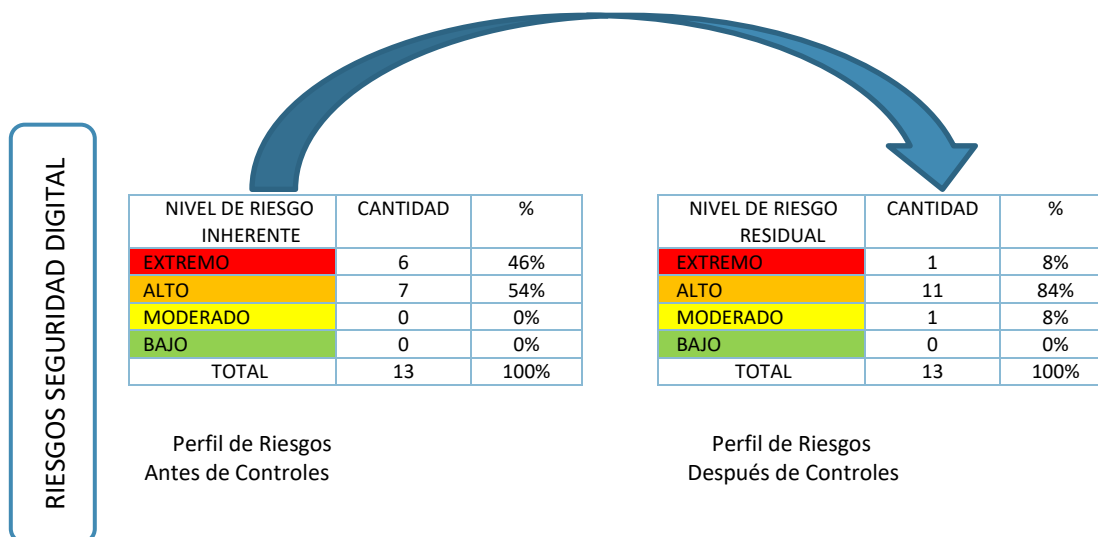 RIESGOS SEGURIDAD DIGITAL
NIVEL DE RIESGO INHERENTE CANTIDAD %
EXTREMO 6 46%
ALTO 7 54%
MODERADO 0 0%
BAJO 0 0%
TOTAL 13 100%
Perfil de Riesgos
Antes de Controles
NIVEL DE RIESGO RESIDUAL CANTIDAD %
EXTREMO 1 8%
ALTO 11 84%
MODERADO 1 8%
BAJO 0 0%
TOTAL 13 100%
Perfil de Riesgos
Después de Controles